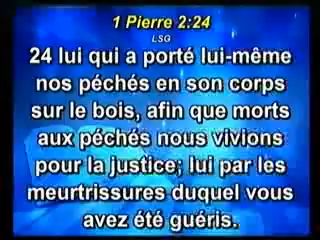 1 Pierre 2:24
LSG
24 lui qui a porté lui-même
nos péchés en son corps
sur le bois, afin que morts
aux péchés nous vivions
pour la justice; lui par les
meurtrissures duquel vous
avez été guéris.